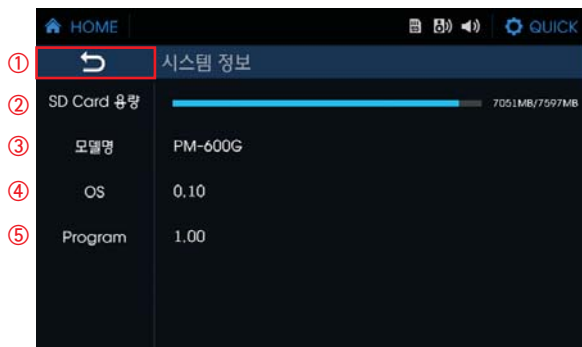 HOME QUICK
① 시스템 정보
② SD Card 용량 7051MB/7597MB
③ 모델명 PM-600G
④ OS 0.10
⑤ Program 1.00